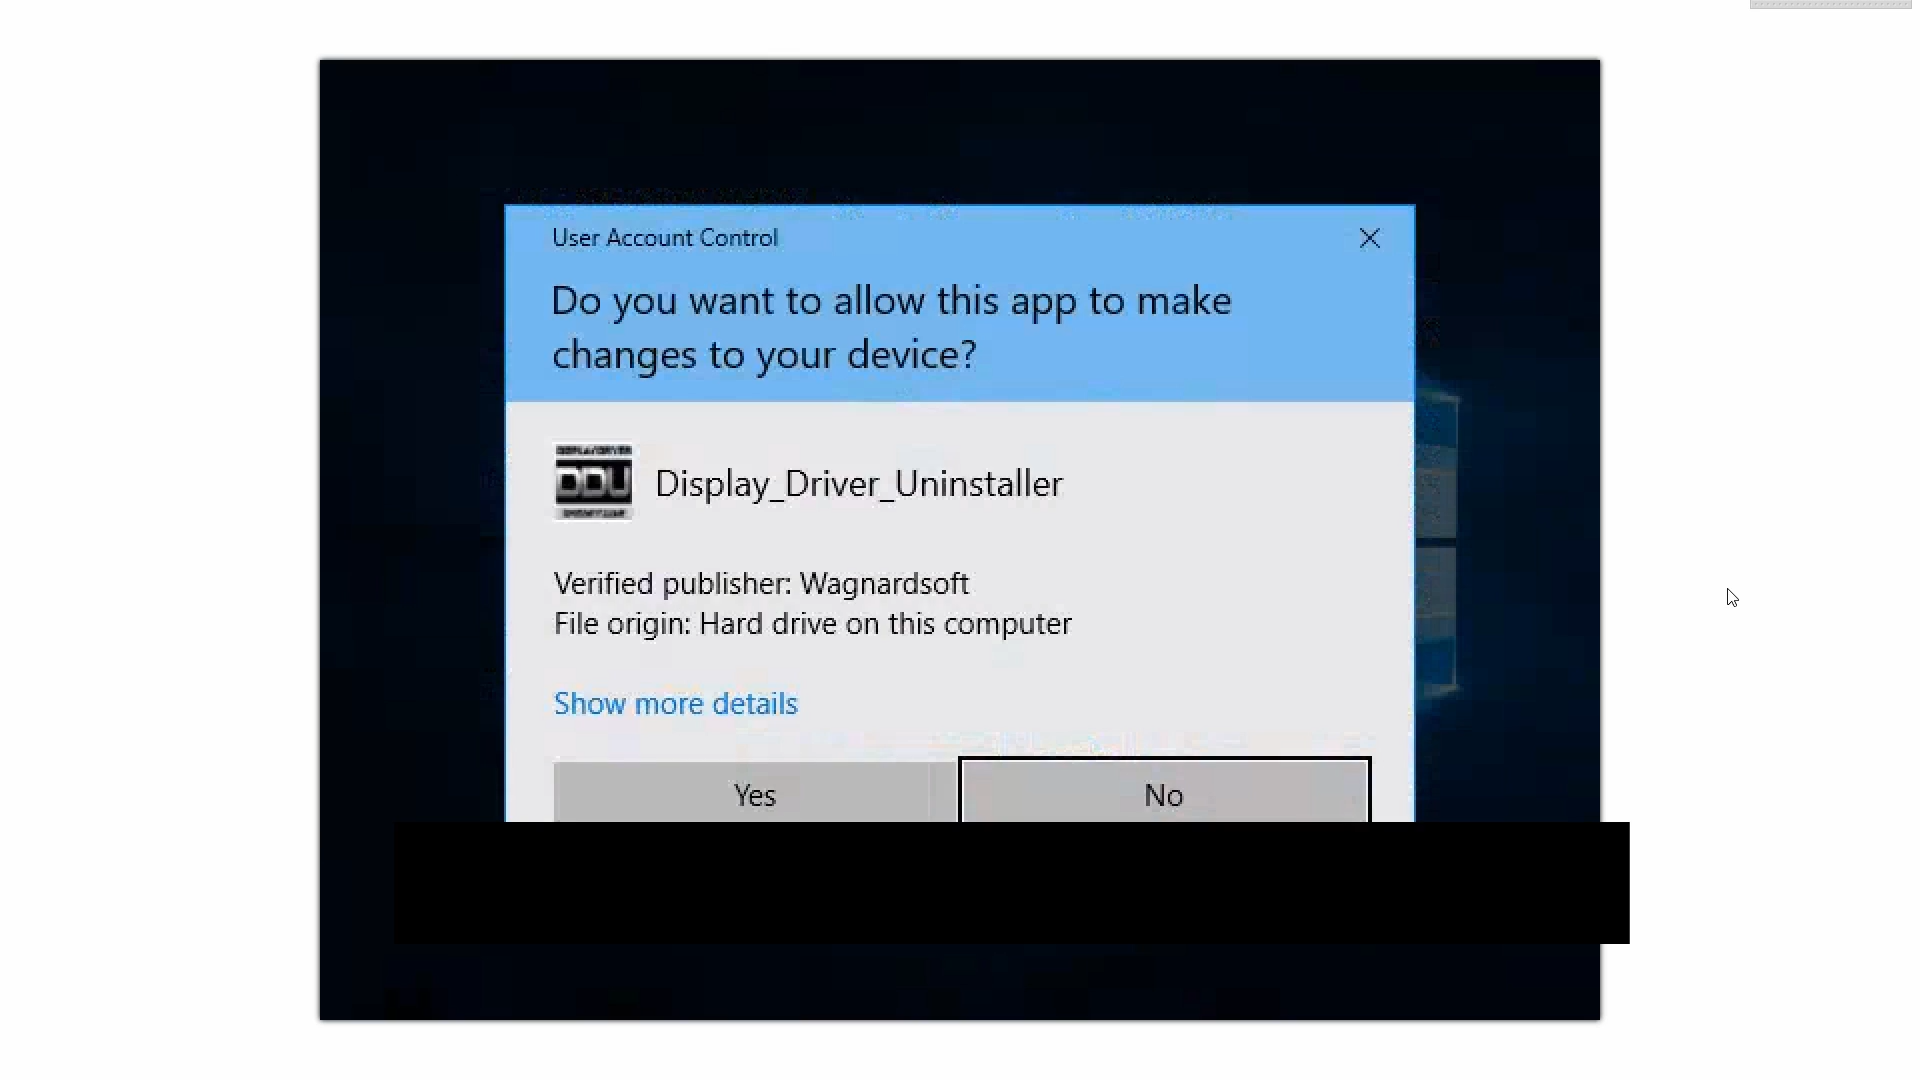 User Account Control
Do you want to allow this app to make
changes to your device?
DDU
Display_Driver_Uninstaller
Verified publisher: Wagnardsoft
File origin: Hard drive on this computer
Show more details
Yes
No